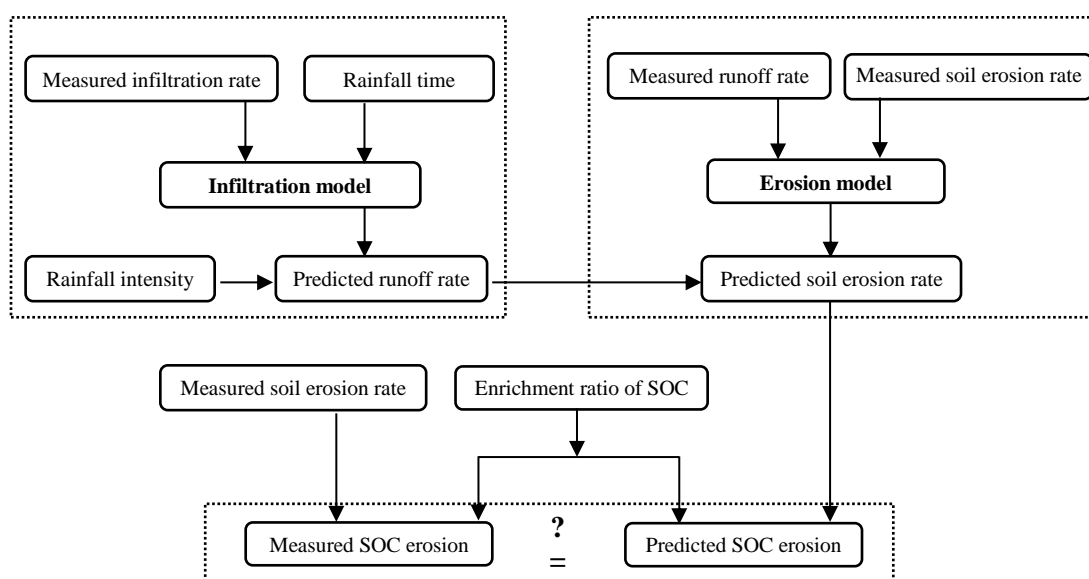 Measured infiltration rate
Rainfall time
Measured runoff rate
Measured soil erosion rate
Infiltration model
Erosion model
Rainfall intensity
Predicted runoff rate
Predicted soil erosion rate
Measured soil erosion rate
Enrichment ratio of SOC
Measured SOC erosion
?
=
Predicted SOC erosion